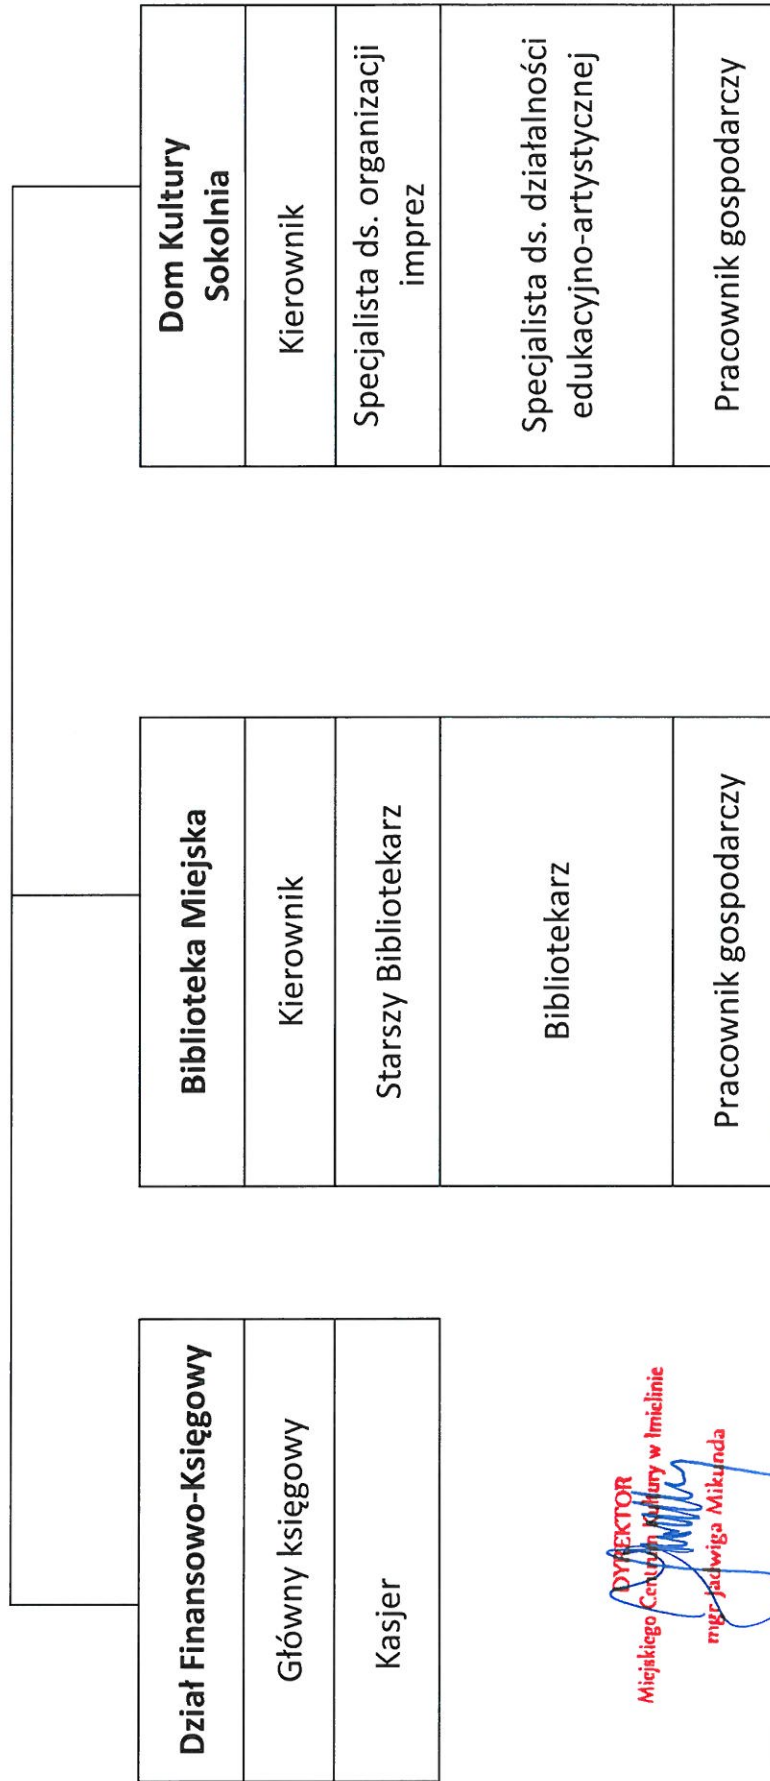 Dział Finansowo-Księgowy
Główny księgowy
Kasjer
Biblioteka Miejska
Kierownik
Starszy Bibliotekarz
Bibliotekarz
Pracownik gospodarczy
Dom Kultury
Sokolnia
Kierownik
Specjalista ds. organizacji
imprez
Specjalista ds. działalności
edukacyjno-artystycznej
Pracownik gospodarczy
DYREKTOR
Miejskiego Centrum Kultury w Imielinie
mgr Jadwiga Mikunda